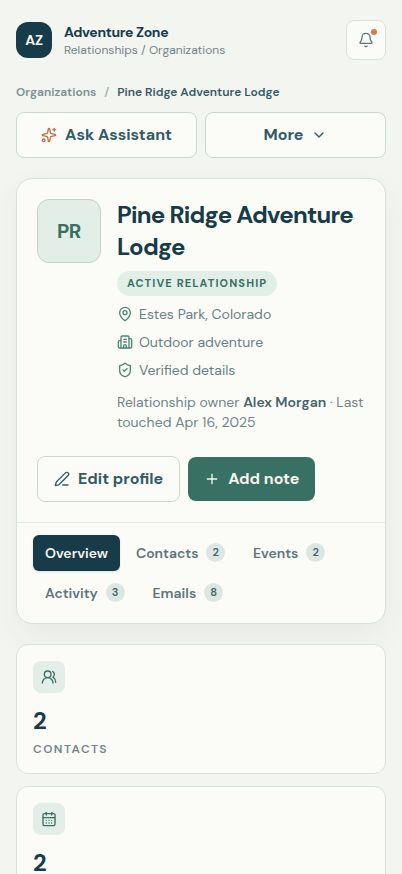 AZ
Adventure Zone
Relationships / Organizations
Organizations / Pine Ridge Adventure Lodge
Ask Assistant
More
PR
Pine Ridge Adventure
Lodge
ACTIVE RELATIONSHIP
Estes Park, Colorado
Outdoor adventure
Verified details
Relationship owner Alex Morgan · Last
touched Apr 16, 2025
Edit profile
Add note
Overview
Contacts 2
Events 2
Activity 3
Emails 8
2
CONTACTS
2